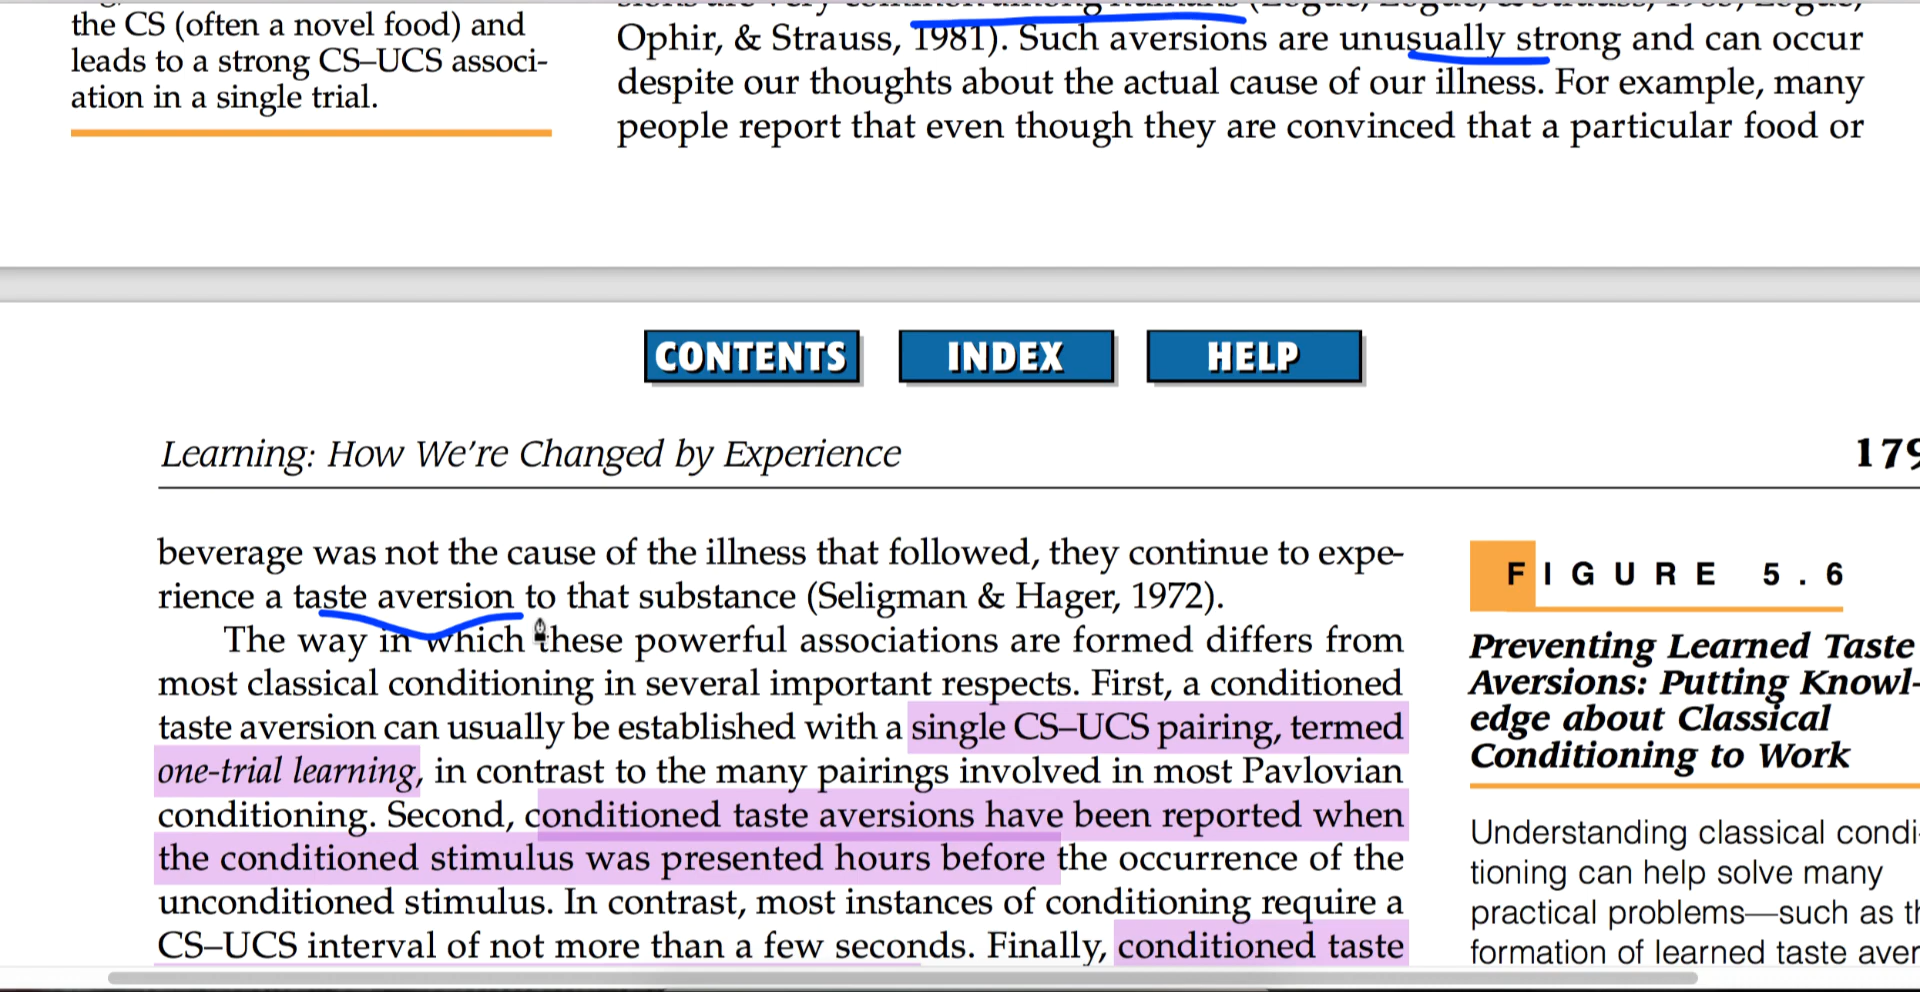 the CS (often a novel food) and
leads to a strong CS–UCS associ-
ation in a single trial.
Ophir, & Strauss, 1981). Such aversions are unusually strong and can occur
despite our thoughts about the actual cause of our illness. For example, many
people report that even though they are convinced that a particular food or
CONTENTS
INDEX
HELP
Learning: How We're Changed by Experience
179
beverage was not the cause of the illness that followed, they continue to expe-
rience a taste aversion to that substance (Seligman & Hager, 1972).
The way in which these powerful associations are formed differs from
most classical conditioning in several important respects. First, a conditioned
taste aversion can usually be established with a single CS–UCS pairing, termed
one-trial learning, in contrast to the many pairings involved in most Pavlovian
conditioning. Second, conditioned taste aversions have been reported when
the conditioned stimulus was presented hours before the occurrence of the
unconditioned stimulus. In contrast, most instances of conditioning require a
CS–UCS interval of not more than a few seconds. Finally, conditioned taste
FIGURE 5.6
Preventing Learned Taste
Aversions: Putting Knowl-
edge about Classical
Conditioning to Work
Understanding classical condi-
tioning can help solve many
practical problems—such as th
formation of learned taste aver